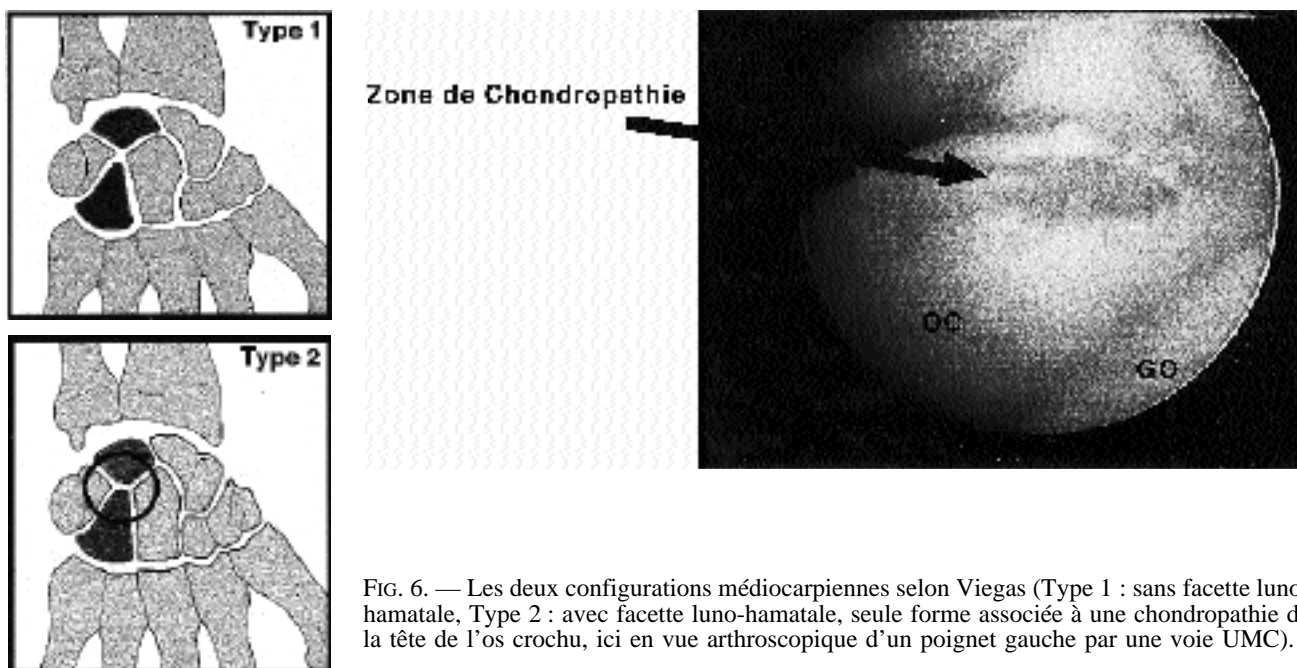 Type 1
Zone de Chondropathie
OC
GO
Type 2
FIG. 6. — Les deux configurations médiocarpiennes selon Viegas (Type 1 : sans facette luno
hamatale, Type 2 : avec facette luno-hamatale, seule forme associée à une chondropathie d
la tête de l'os crochu, ici en vue arthroscopique d'un poignet gauche par une voie UMC).